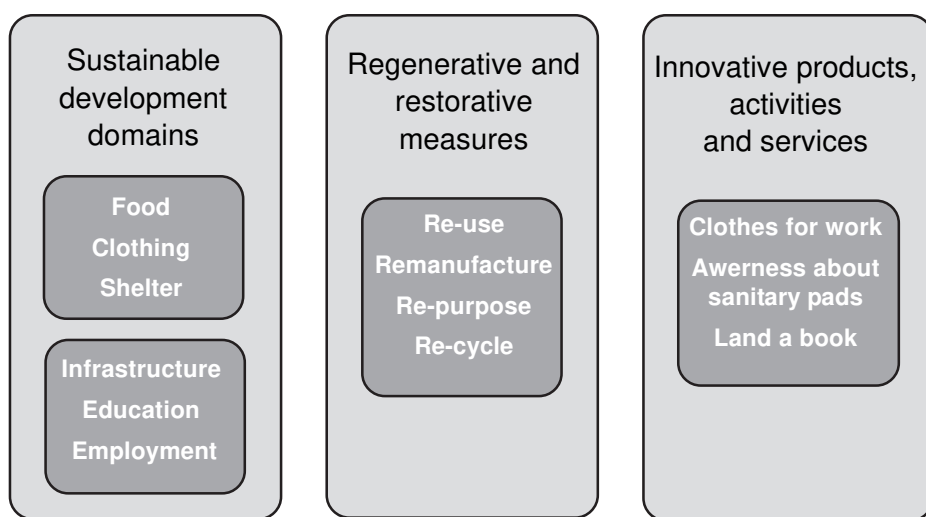 Sustainable
development
domains
Food
Clothing
Shelter
Infrastructure
Education
Employment
Regenerative and
restorative
measures
Re-use
Remanufacture
Re-purpose
Re-cycle
Innovative products,
activities
and services
Clothes for work
Awerness about
sanitary pads
Land a book